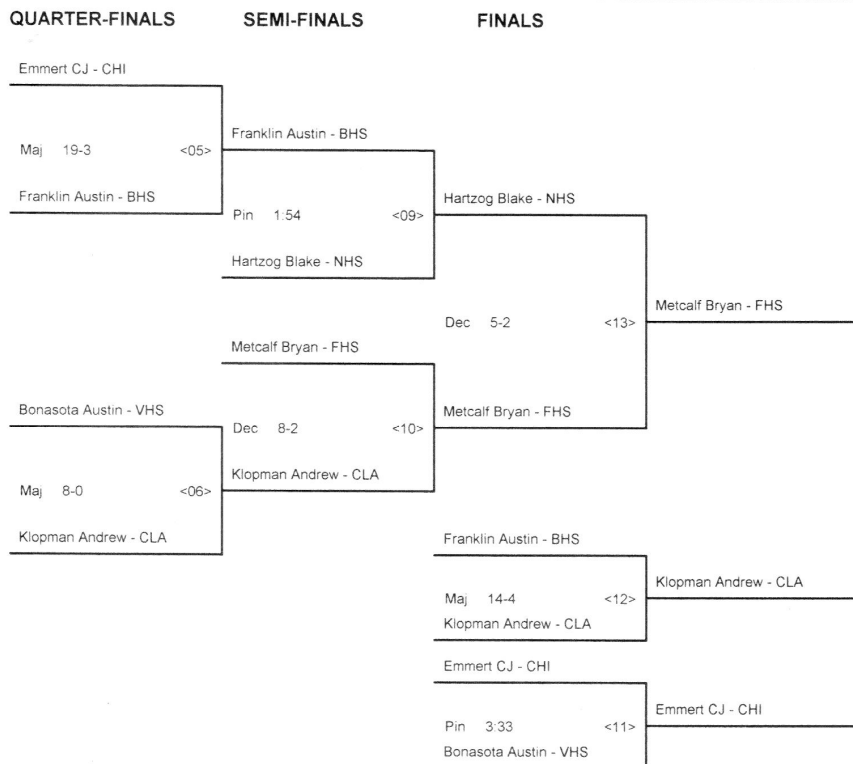 QUARTER-FINALS SEMI-FINALS FINALS
Emmert CJ - CHI
Franklin Austin - BHS
Maj 19-3 <05>
Franklin Austin - BHS
Hartzog Blake - NHS
Pin 1:54 <09>
Hartzog Blake - NHS
Metcalf Bryan - FHS
Dec 5-2 <13>
Metcalf Bryan - FHS
Bonasota Austin - VHS
Metcalf Bryan - FHS
Dec 8-2 <10>
Klopman Andrew - CLA
Maj 8-0 <06>
Klopman Andrew - CLA
Franklin Austin - BHS
Klopman Andrew - CLA
Maj 14-4 <12>
Klopman Andrew - CLA
Emmert CJ - CHI
Emmert CJ - CHI
Pin 3:33 <11>
Bonasota Austin - VHS